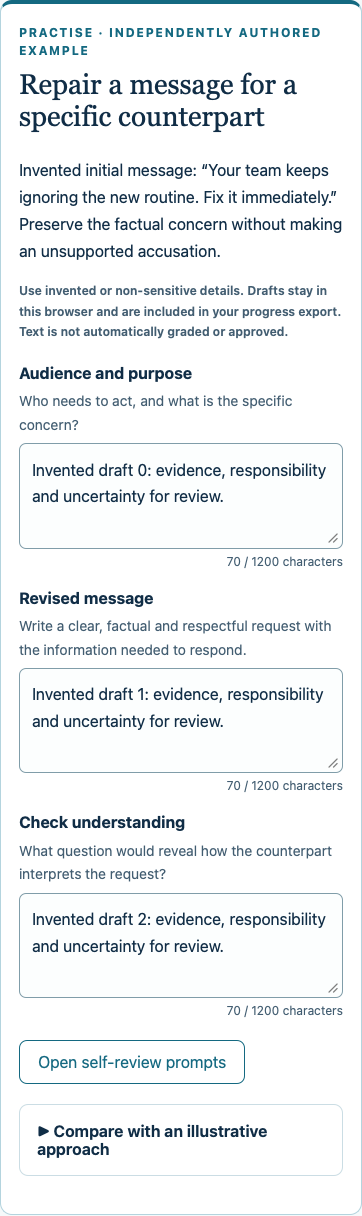 PRACTISE · INDEPENDENTLY AUTHORED
EXAMPLE
Repair a message for a
specific counterpart
Invented initial message: “Your team keeps
ignoring the new routine. Fix it immediately.”
Preserve the factual concern without making
an unsupported accusation.
Use invented or non-sensitive details. Drafts stay in
this browser and are included in your progress export.
Text is not automatically graded or approved.
Audience and purpose
Who needs to act, and what is the specific
concern?
Invented draft 0: evidence, responsibility
and uncertainty for review.
70 / 1200 characters
Revised message
Write a clear, factual and respectful request with
the information needed to respond.
Invented draft 1: evidence, responsibility
and uncertainty for review.
70 / 1200 characters
Check understanding
What question would reveal how the counterpart
interprets the request?
Invented draft 2: evidence, responsibility
and uncertainty for review.
70 / 1200 characters
Open self-review prompts
Compare with an illustrative
approach